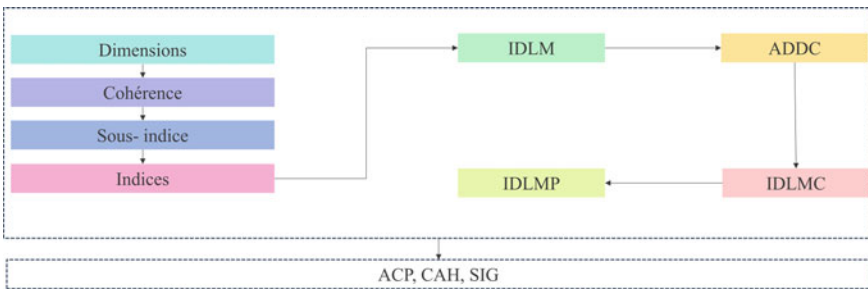 Dimensions
Cohérence
Sous- indice
Indices
IDLM
ADDC
IDLMP
IDLMC
ACP, CAH, SIG